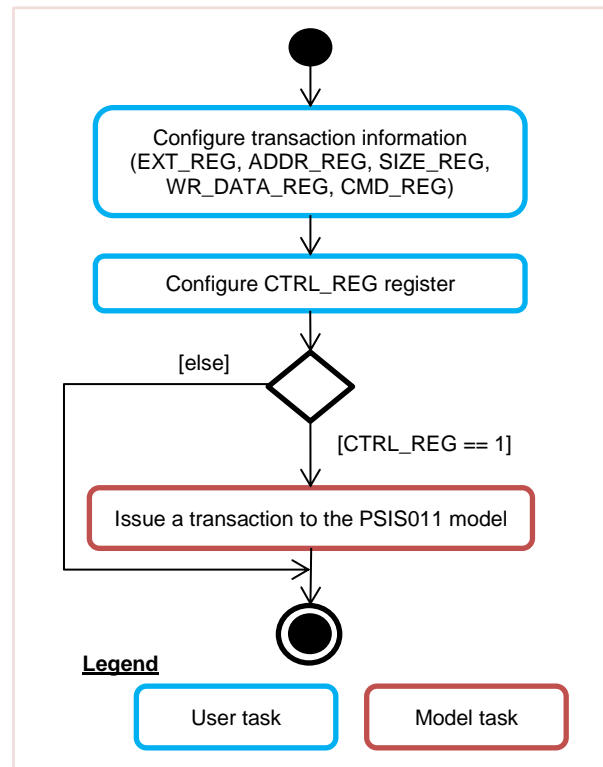 Configure transaction information
(EXT_REG, ADDR_REG, SIZE_REG,
WR_DATA_REG, CMD_REG)
Configure CTRL_REG register
[else]
[CTRL_REG == 1]
Issue a transaction to the PSIS011 model
Legend
User task
Model task